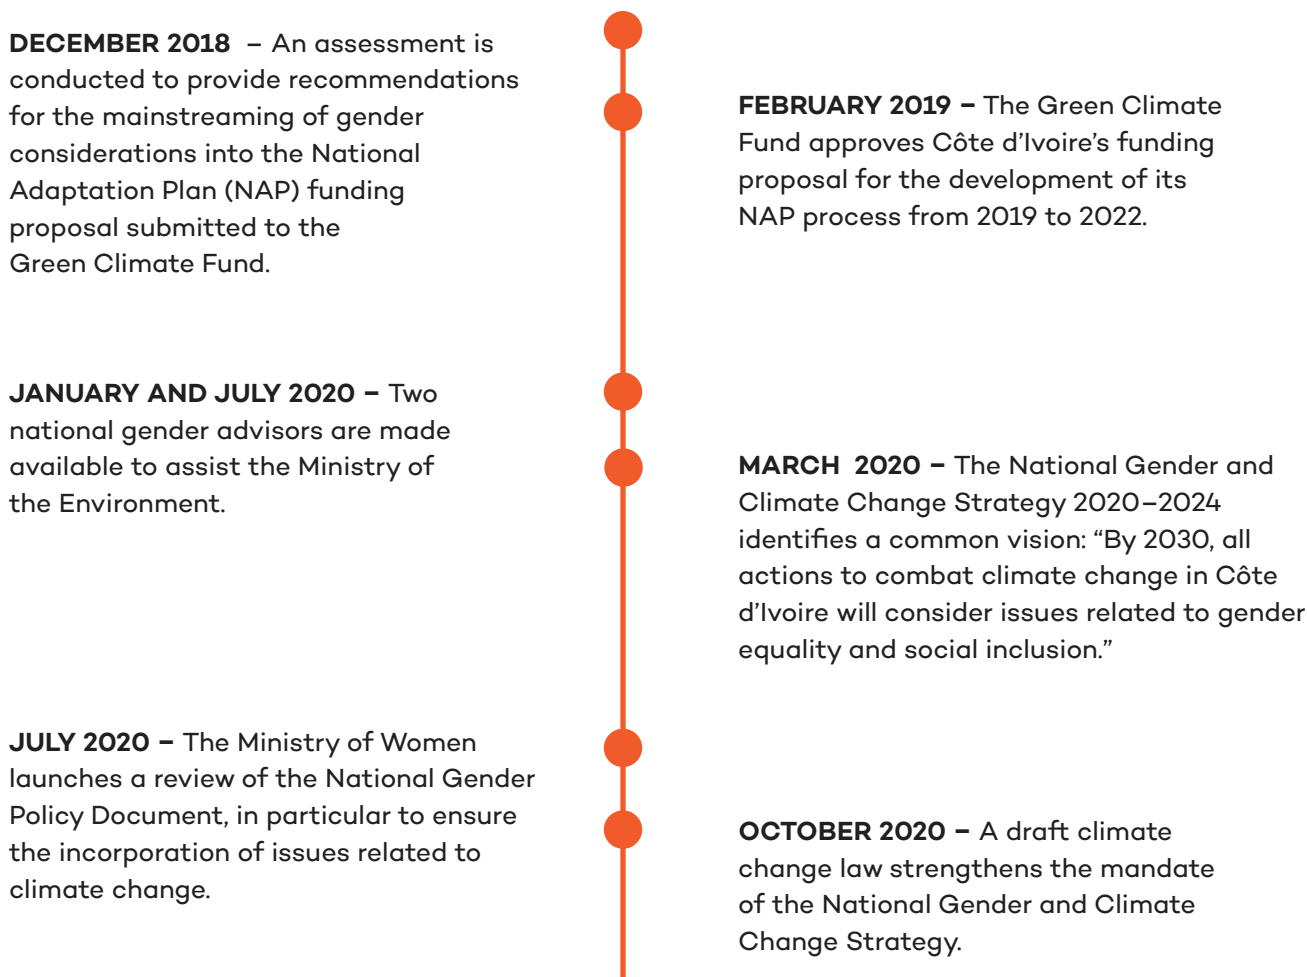 DECEMBER 2018 – An assessment is
conducted to provide recommendations
for the mainstreaming of gender
considerations into the National
Adaptation Plan (NAP) funding
proposal submitted to the
Green Climate Fund.
FEBRUARY 2019 – The Green Climate
Fund approves Côte d’Ivoire’s funding
proposal for the development of its
NAP process from 2019 to 2022.
JANUARY AND JULY 2020 – Two
national gender advisors are made
available to assist the Ministry of
the Environment.
MARCH 2020 – The National Gender and
Climate Change Strategy 2020–2024
identifies a common vision: “By 2030, all
actions to combat climate change in Côte
d’Ivoire will consider issues related to gender
equality and social inclusion.”
JULY 2020 – The Ministry of Women
launches a review of the National Gender
Policy Document, in particular to ensure
the incorporation of issues related to
climate change.
OCTOBER 2020 – A draft climate
change law strengthens the mandate
of the National Gender and Climate
Change Strategy.